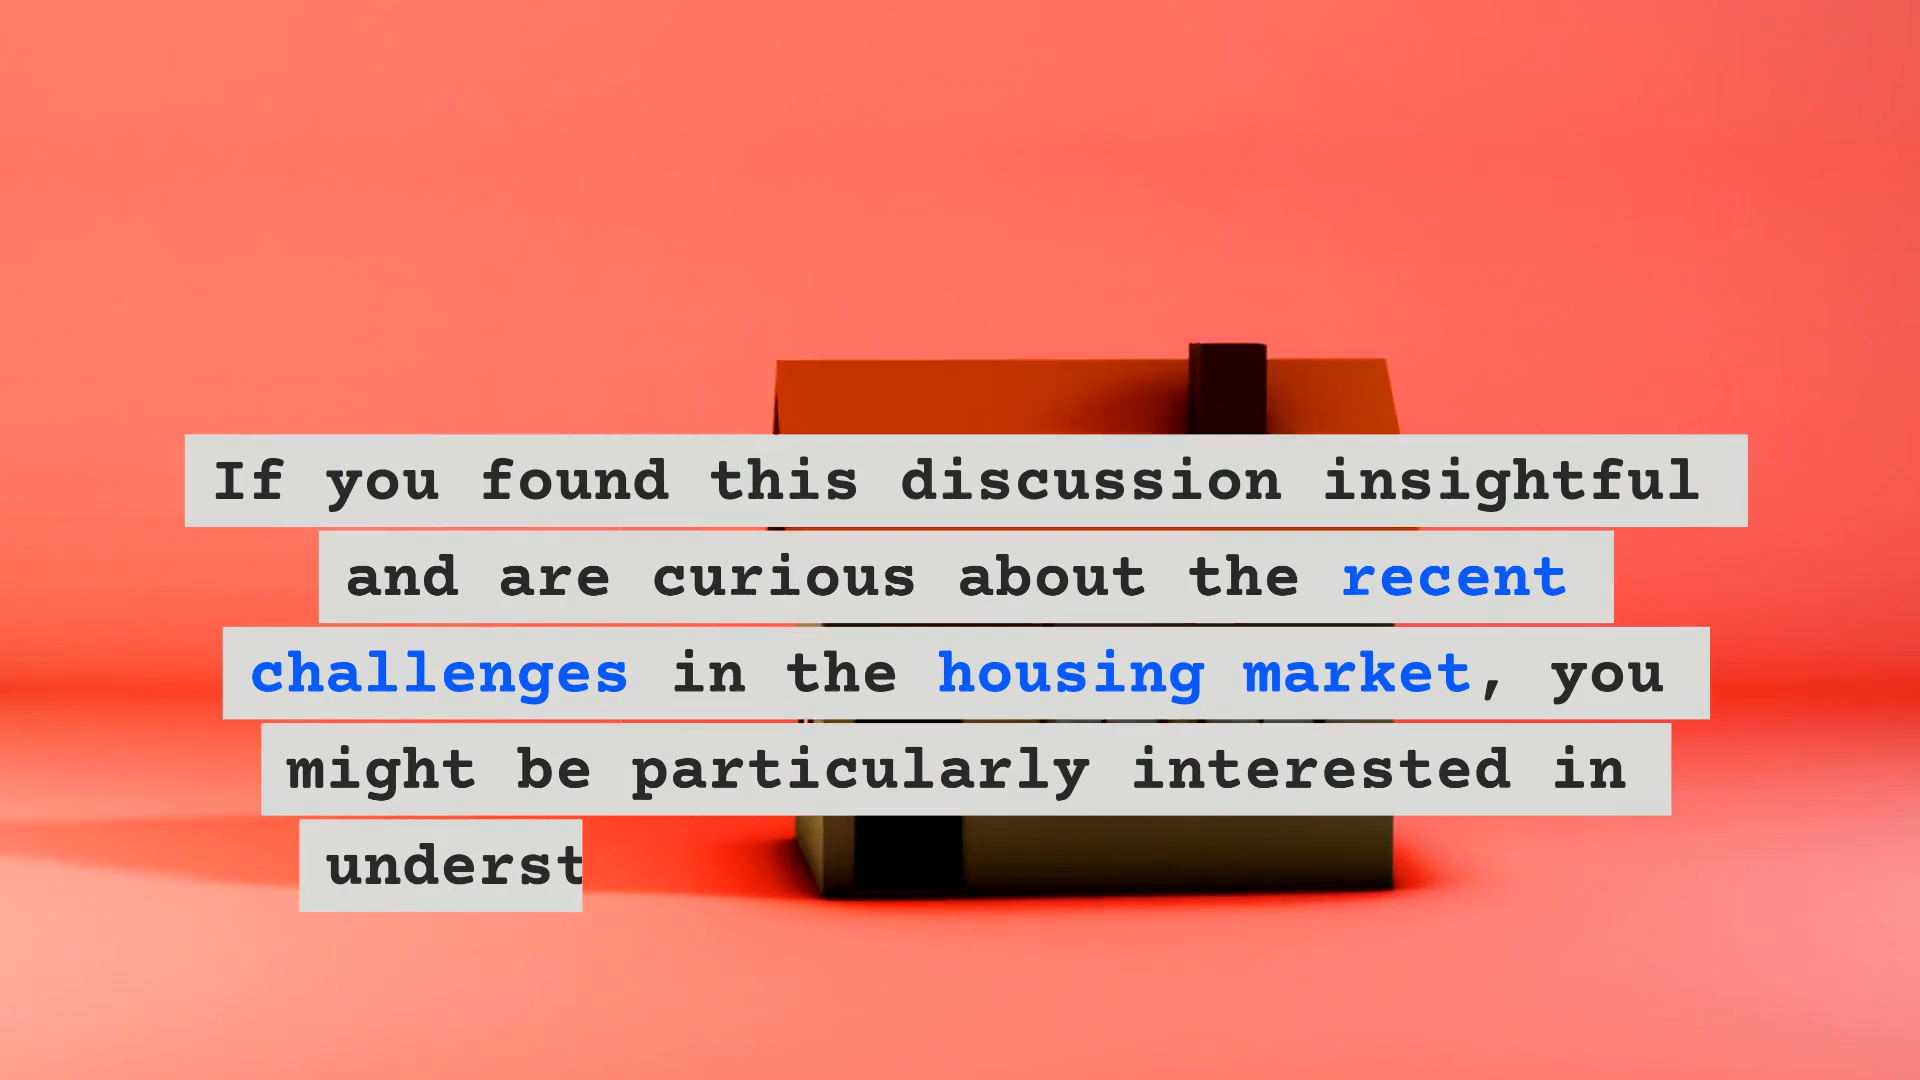 If you found this discussion insightful
and are curious about the recent
challenges in the housing market, you
might be particularly interested in
underst